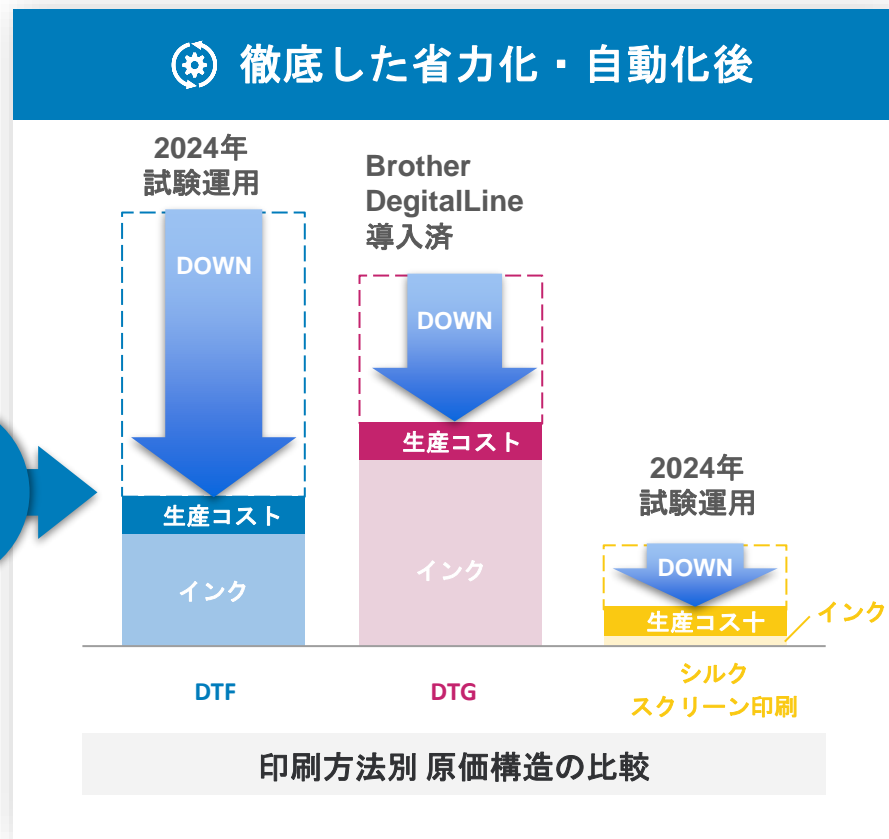 徹底した省力化・自動化後
2024年
試験運用
DOWN
生産コスト
インク
DTF
Brother
DegitalLine
導入済
DOWN
生産コスト
インク
DTG
2024年
試験運用
DOWN
生産コスト
インク
シルク
スクリーン印刷
印刷方法別 原価構造の比較